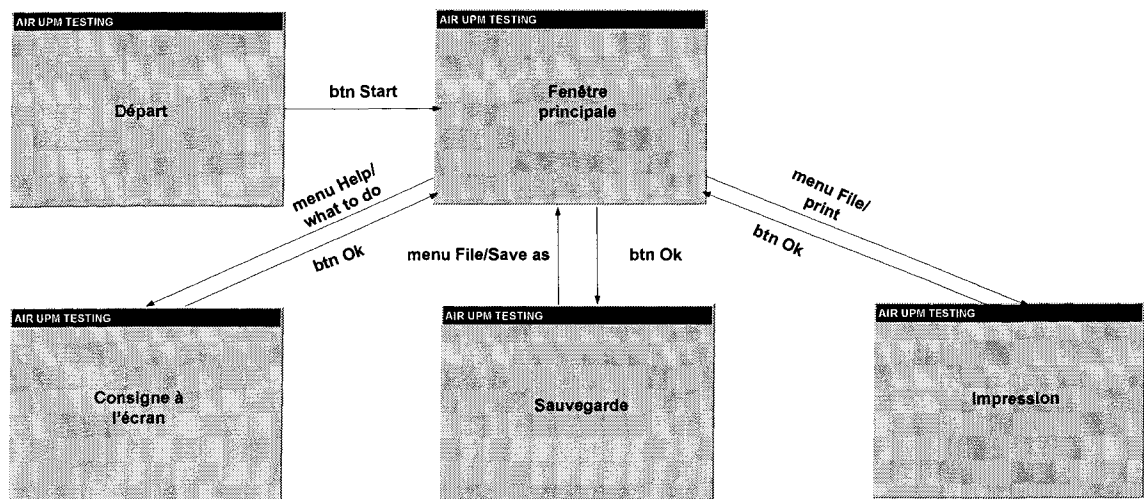 AIR UPM TESTING
Départ
btn Start
AIR UPM TESTING
Fenêtre
principale
menu Help/
what to do
btn Ok
menu File/Save as
btn Ok
menu File/
print
btn Ok
AIR UPM TESTING
Consigne à
l'écran
AIR UPM TESTING
Sauvegarde
AIR UPM TESTING
Impression